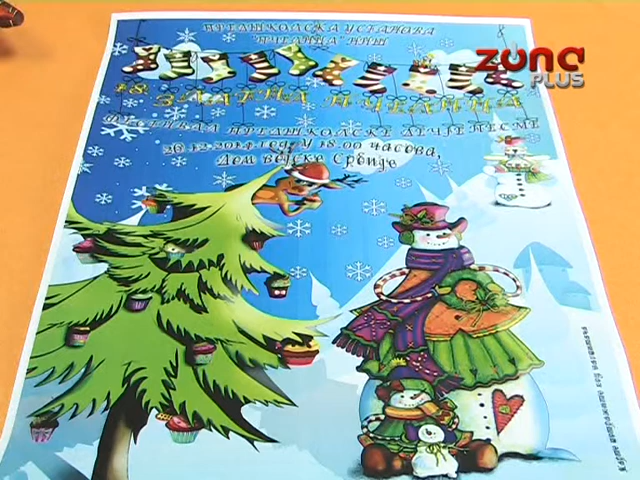 ПРЕДШКОЛСКА УСТАНОВА
"ПЧЕЛИЦА" НИШ
18. ЗЛАТНА ПЧЕЛИЦА
ФЕСТИВАЛ ПРЕДШКОЛСКЕ ДЕЧЈЕ ПЕСМЕ
20.12.2014 год. У 18.00 часова,
Дом војске Србије
ZONA
PLUS